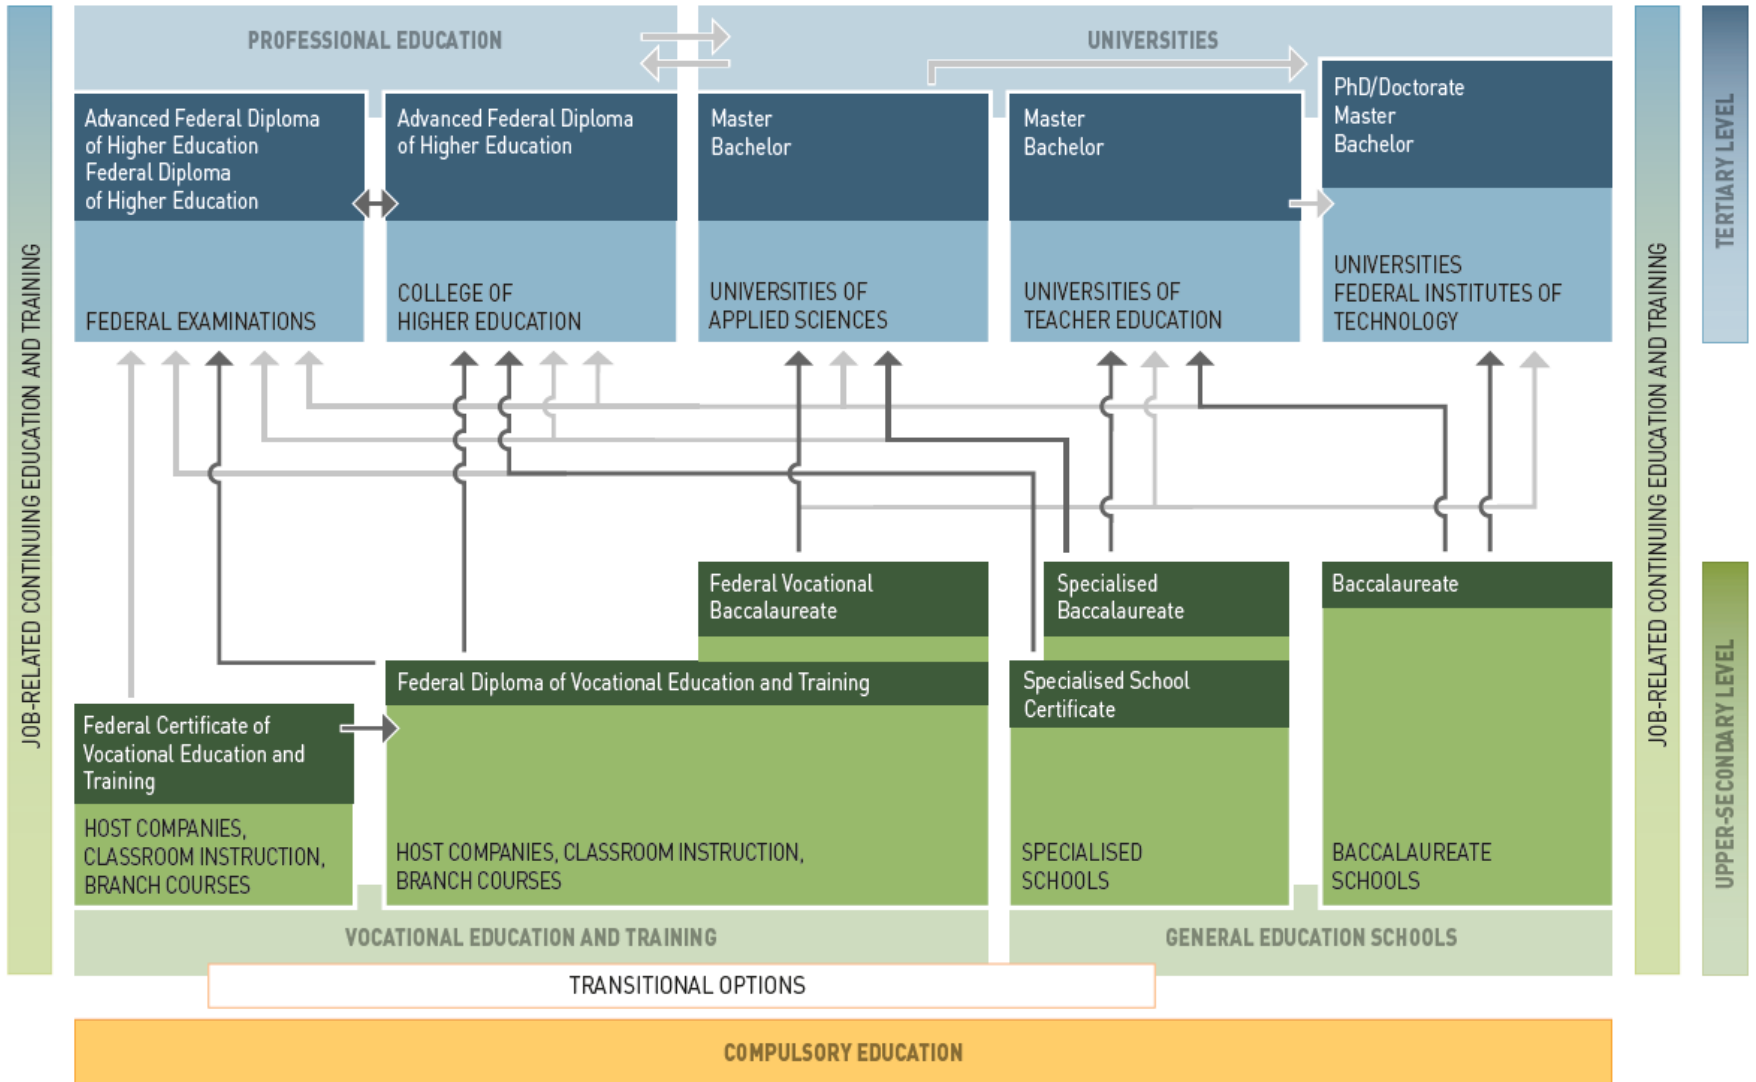 PROFESSIONAL EDUCATION
UNIVERSITIES
Advanced Federal Diploma
of Higher Education
Federal Diploma
of Higher Education
Advanced Federal Diploma
of Higher Education
Master
Bachelor
Master
Bachelor
PhD/Doctorate
Master
Bachelor
FEDERAL EXAMINATIONS
COLLEGE OF
HIGHER EDUCATION
UNIVERSITIES OF
APPLIED SCIENCES
UNIVERSITIES OF
TEACHER EDUCATION
UNIVERSITIES
FEDERAL INSTITUTES OF
TECHNOLOGY
JOB-RELATED CONTINUING EDUCATION AND TRAINING
JOB-RELATED CONTINUING EDUCATION AND TRAINING
TERTIARY LEVEL
UPPER-SECONDARY LEVEL
Federal Vocational
Baccalaureate
Specialised
Baccalaureate
Baccalaureate
Federal Diploma of Vocational Education and Training
Specialised School
Certificate
Federal Certificate of
Vocational Education and
Training
HOST COMPANIES,
CLASSROOM INSTRUCTION,
BRANCH COURSES
HOST COMPANIES, CLASSROOM INSTRUCTION,
BRANCH COURSES
SPECIALISED
SCHOOLS
BACCALAUREATE
SCHOOLS
VOCATIONAL EDUCATION AND TRAINING
GENERAL EDUCATION SCHOOLS
TRANSITIONAL OPTIONS
COMPULSORY EDUCATION